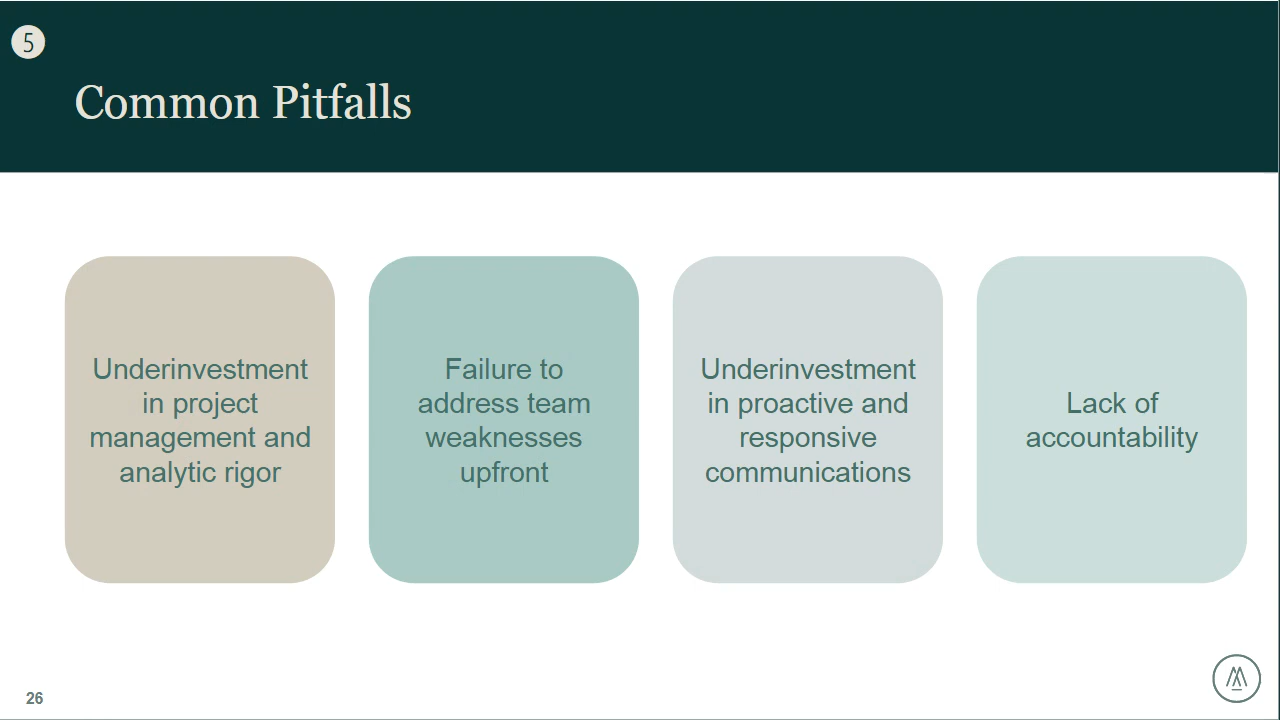 5
Common Pitfalls
Underinvestment
in project
management and
analytic rigor
Failure to
address team
weaknesses
upfront
Underinvestment
in proactive and
responsive
communications
Lack of
accountability
26